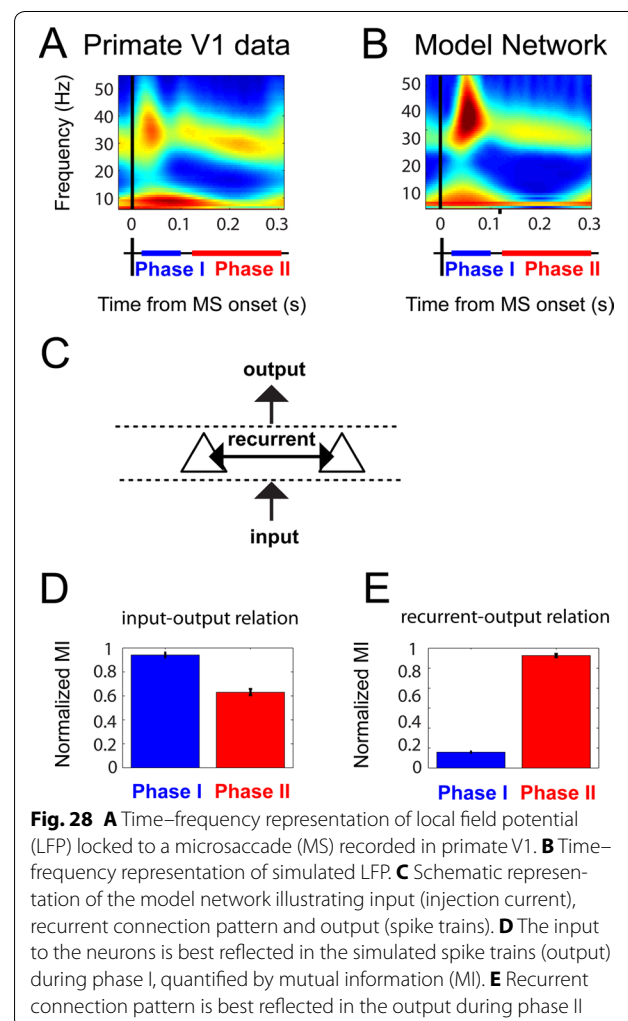 A Primate V1 data
B Model Network
Frequency (Hz)
50
40
30
20
10
0 0.1 0.2 0.3
Phase I Phase II
Time from MS onset (s)
50
40
30
20
10
0 0.1 0.2 0.3
Phase I Phase II
Time from MS onset (s)
C
output
recurrent
input
D
input-output relation
Normalized MI
1
0.8
0.6
0.4
0.2
0
Phase I Phase II
E
recurrent-output relation
Normalized MI
1
0.8
0.6
0.4
0.2
0
Phase I Phase II
Fig. 28 A Time–frequency representation of local field potential
(LFP) locked to a microsaccade (MS) recorded in primate V1. B Time–
frequency representation of simulated LFP. C Schematic represen-
tation of the model network illustrating input (injection current),
recurrent connection pattern and output (spike trains). D The input
to the neurons is best reflected in the simulated spike trains (output)
during phase I, quantified by mutual information (MI). E Recurrent
connection pattern is best reflected in the output during phase II